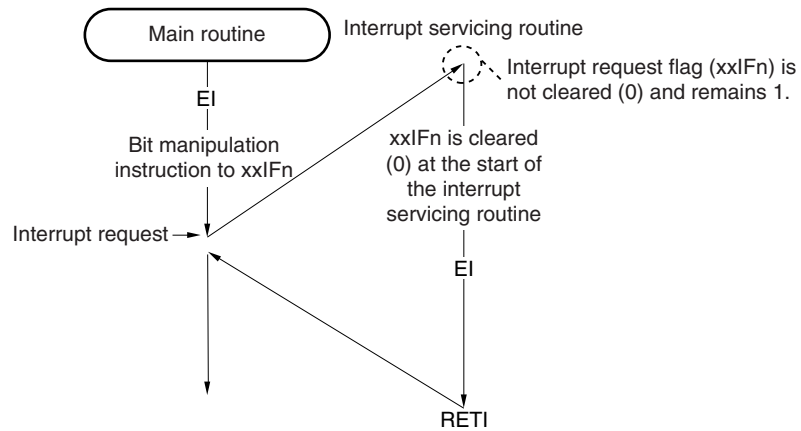 Main routine
EI
Bit manipulation
instruction to xxIFn
Interrupt request
Interrupt servicing routine
Interrupt request flag (xxIFn) is
not cleared (0) and remains 1.
xxIFn is cleared
(0) at the start of
the interrupt
servicing routine
EI
RETI